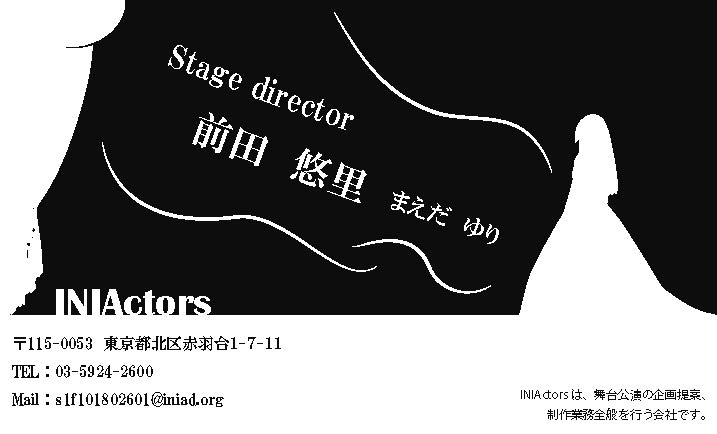 Stage director
前田 悠里 まえだ ゆり
INIActors
〒115-0053 東京都北区赤羽台1-7-11
TEL：03-5924-2600
Mail：s1f101802601@iniad.org
INIActorsは、舞台公演の企画提案、
制作業務全般を行う会社です。